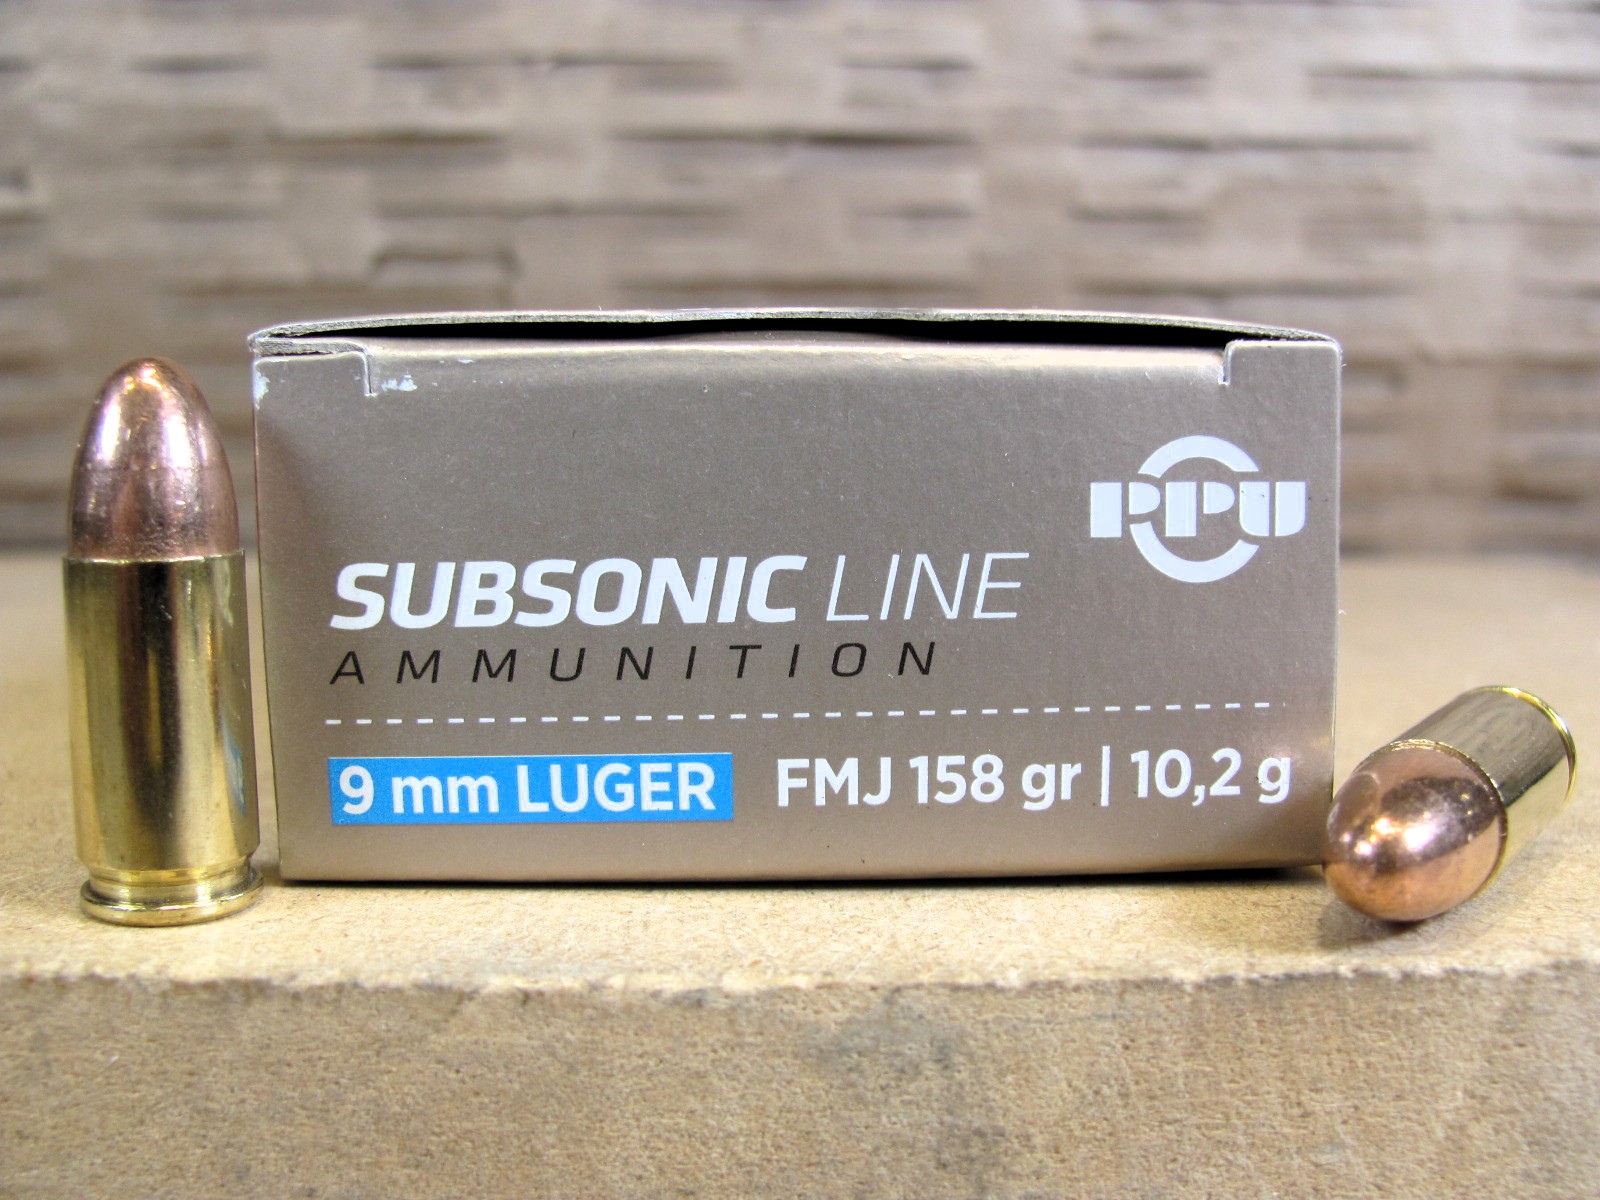 PPU
SUBSONIC LINE
AMMUNITION
9 mm LUGER FMJ 158 gr | 10,2 g